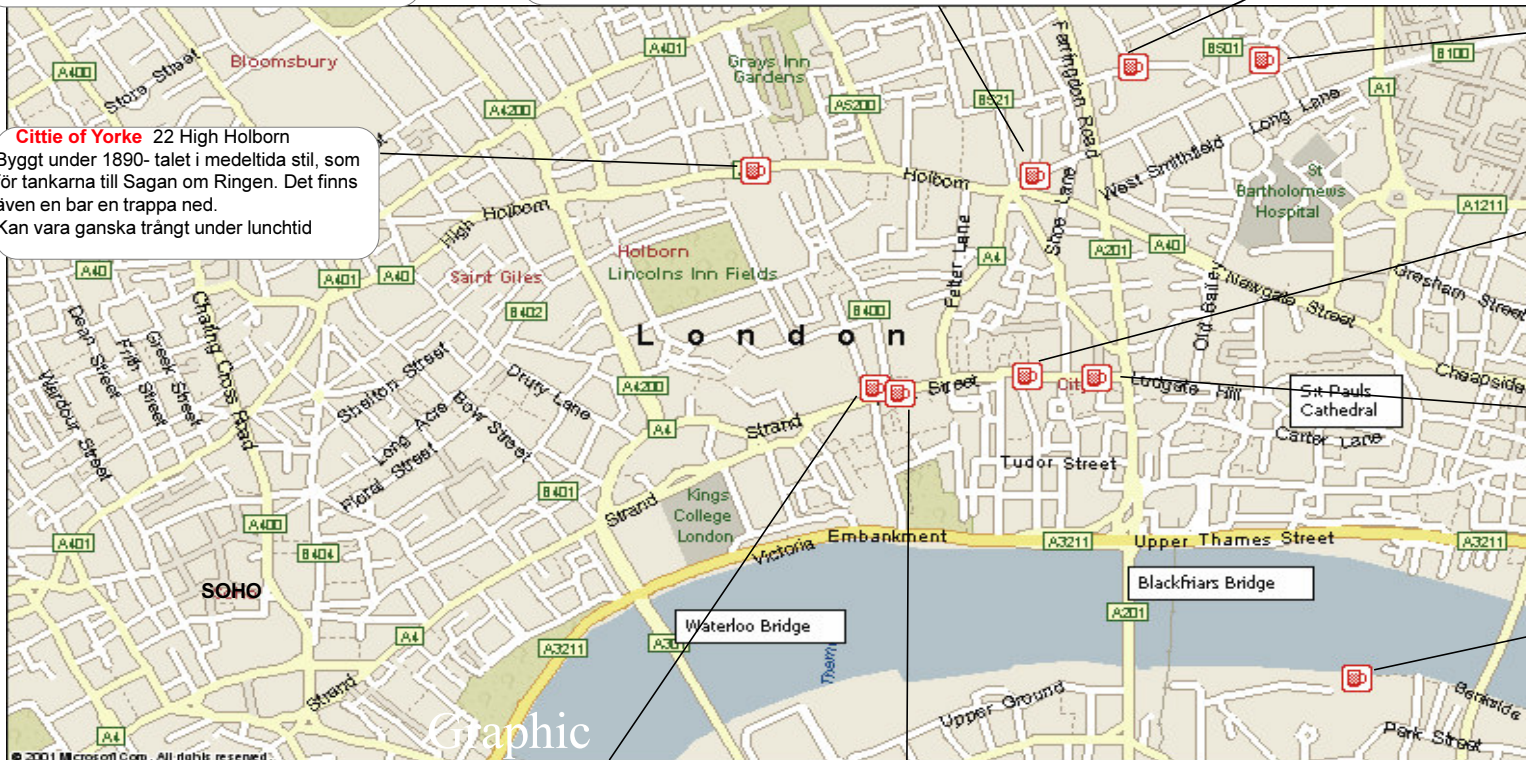 A401
Bloomsbury
Grays Inn
Gardens
B501
B100
A400
Store Street
A4200
A5200
B521
Farringdon Road
Long Lane
A1
Cittie of Yorke 22 High Holborn
Byggt under 1890- talet i medeltida stil, som
för tankarna till Sagan om Ringen. Det finns
även en bar en trappa ned.
Kan vara ganska trångt under lunchtid
Holborn
West Smithfield
St
Bartholomews
Hospital
A1211
High Holborn
Fetter Lane
Shoe Lane
A4
A201
A40
Holborn
Lincolns Inn Fields
Saint Giles
A40
A401
A40
Old Bailey
Newgate Street
Gresham Street
B402
B400
Charing Cross Road
Dean Street
Frith Street
Greek Street
Wardour Street
London
Shelton Street
Drury Lane
A4200
Street
City
Ludgate Hill
St Pauls
Cathedral
Cheapside
Long Acre
Bow Street
Floral Street
A4
Strand
Carter Lane
Tudor Street
B401
Strand
Kings
College
London
A400
A401
B404
Victoria Embankment
A3211
Upper Thames Street
A3211
SOHO
Blackfriars Bridge
Waterloo Bridge
A201
A4
A3211
A301
Strand
Upper Ground
Bankside
Park Street
A4
Graphic
© 2001 Microsoft Corp. All rights reserved.